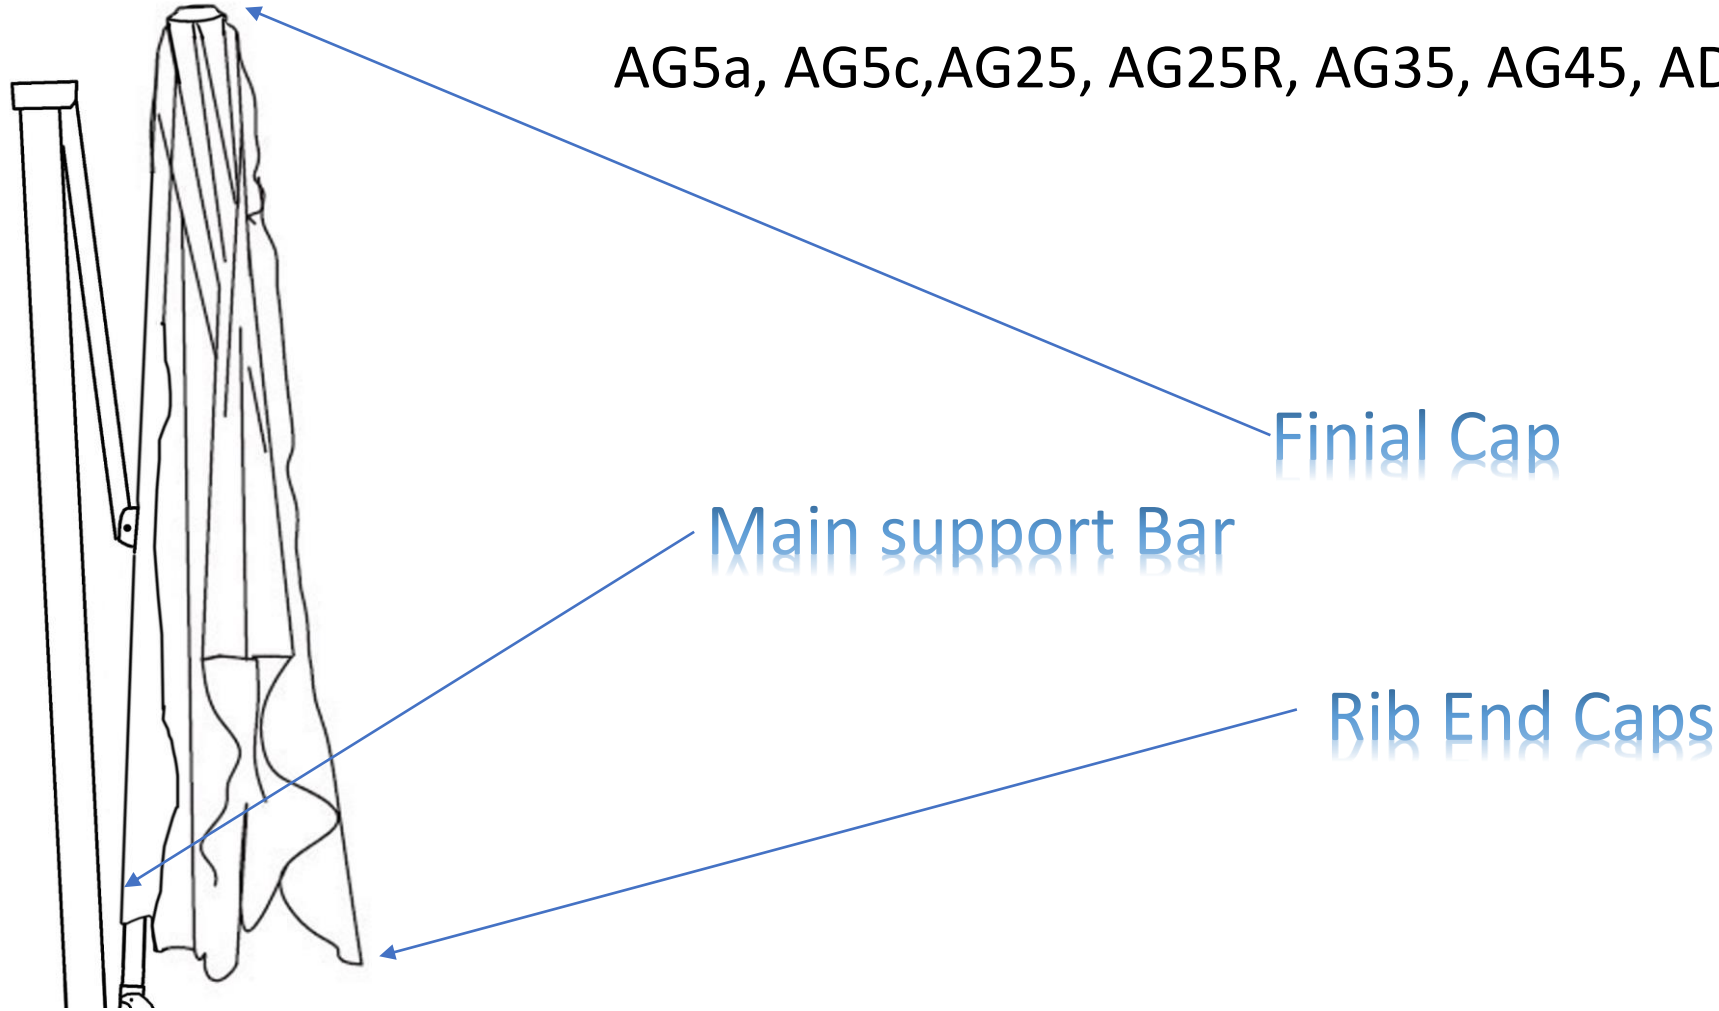 AG5a, AG5c,AG25, AG25R, AG35, AG45,
Finial Cap
Main support Bar
Rib End Caps